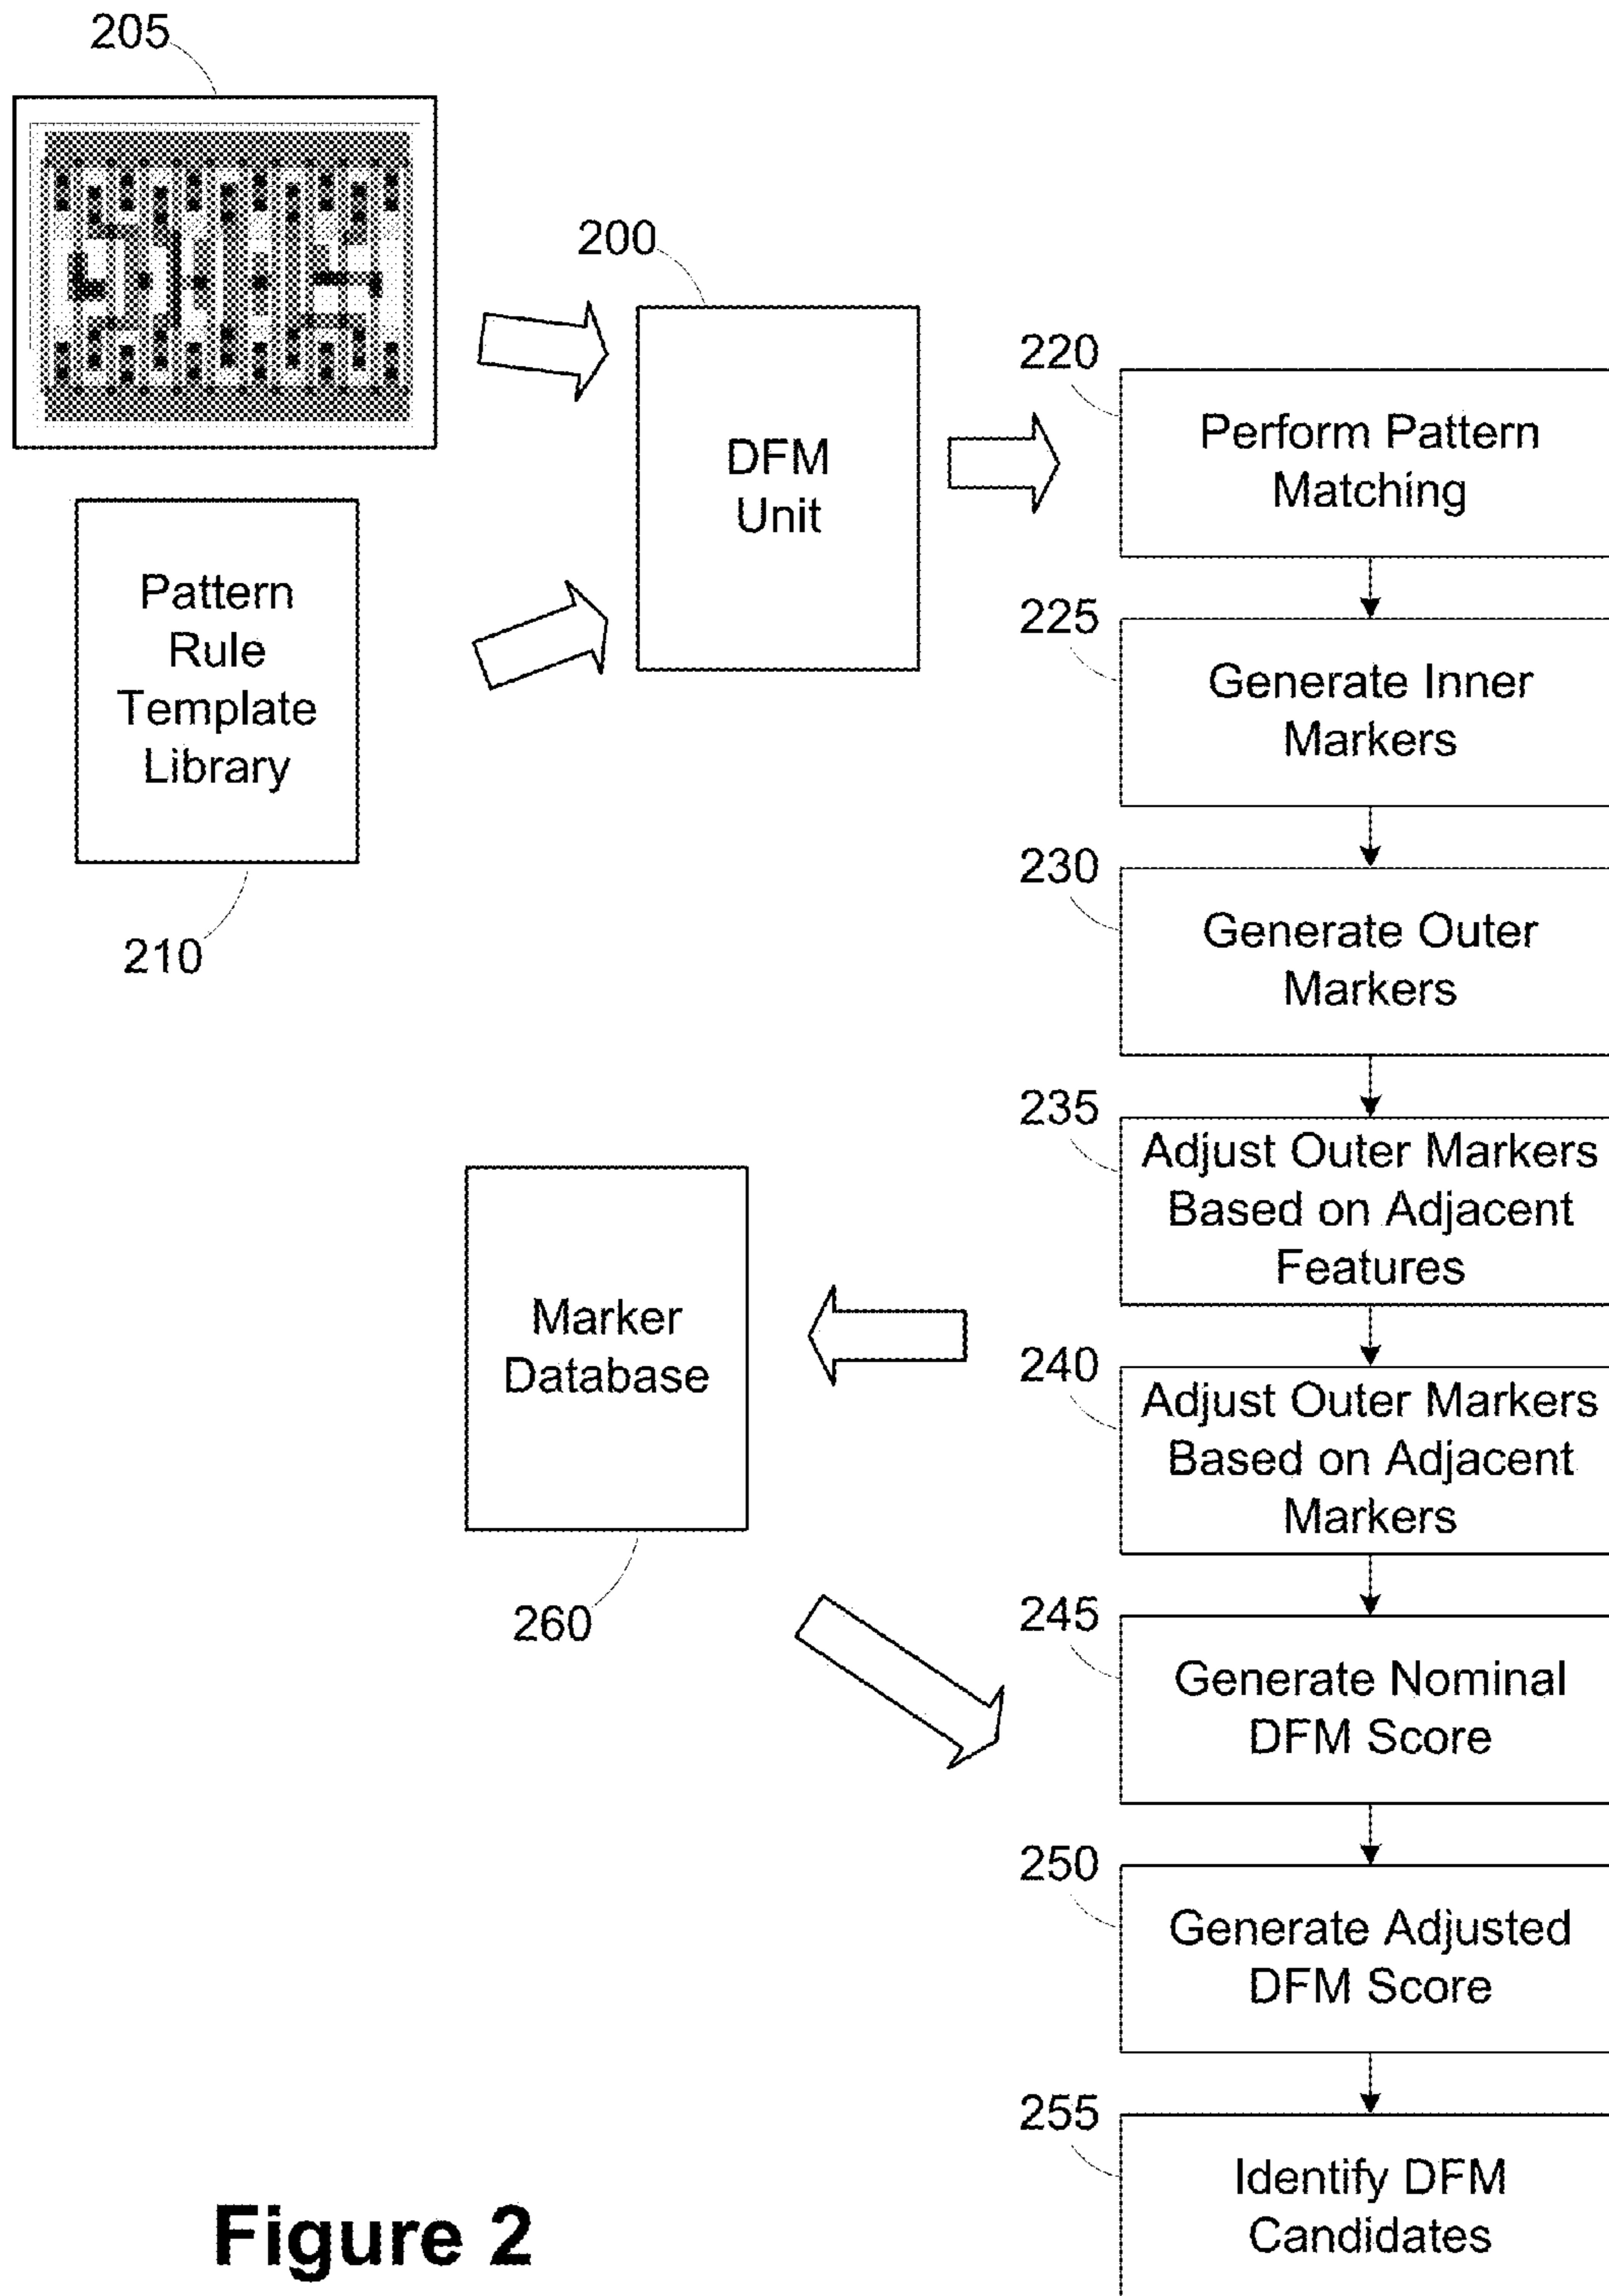 205
200
DFM
Unit
Pattern
Rule
Template
Library
210
220
Perform Pattern
Matching
225
Generate Inner
Markers
230
Generate Outer
Markers
235
Adjust Outer Markers
Based on Adjacent
Features
Marker
Database
260
240
Adjust Outer Markers
Based on Adjacent
Markers
245
Generate Nominal
DFM Score
250
Generate Adjusted
DFM Score
255
Identify DFM
Candidates
Figure 2